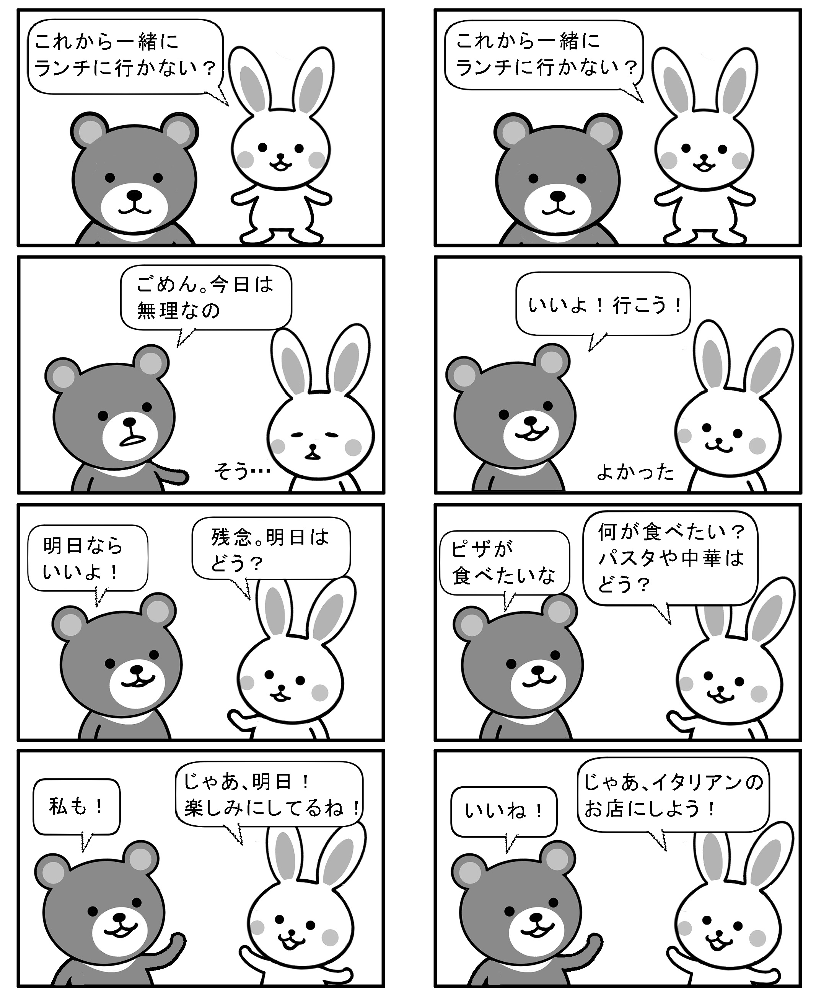 これから一緒に
ランチに行かない？
いいよ！行こう！
よかった
何が食べたい？
パスタや中華は
どう？
ピザが
食べたいな
じゃあ、イタリアンの
お店にしよう！
いいね！
これから一緒に
ランチに行かない？
ごめん。今日は
無理なの
そう…
残念。明日は
どう？
明日なら
いいよ！
じゃあ、明日！
楽しみにしてるね！
私も！